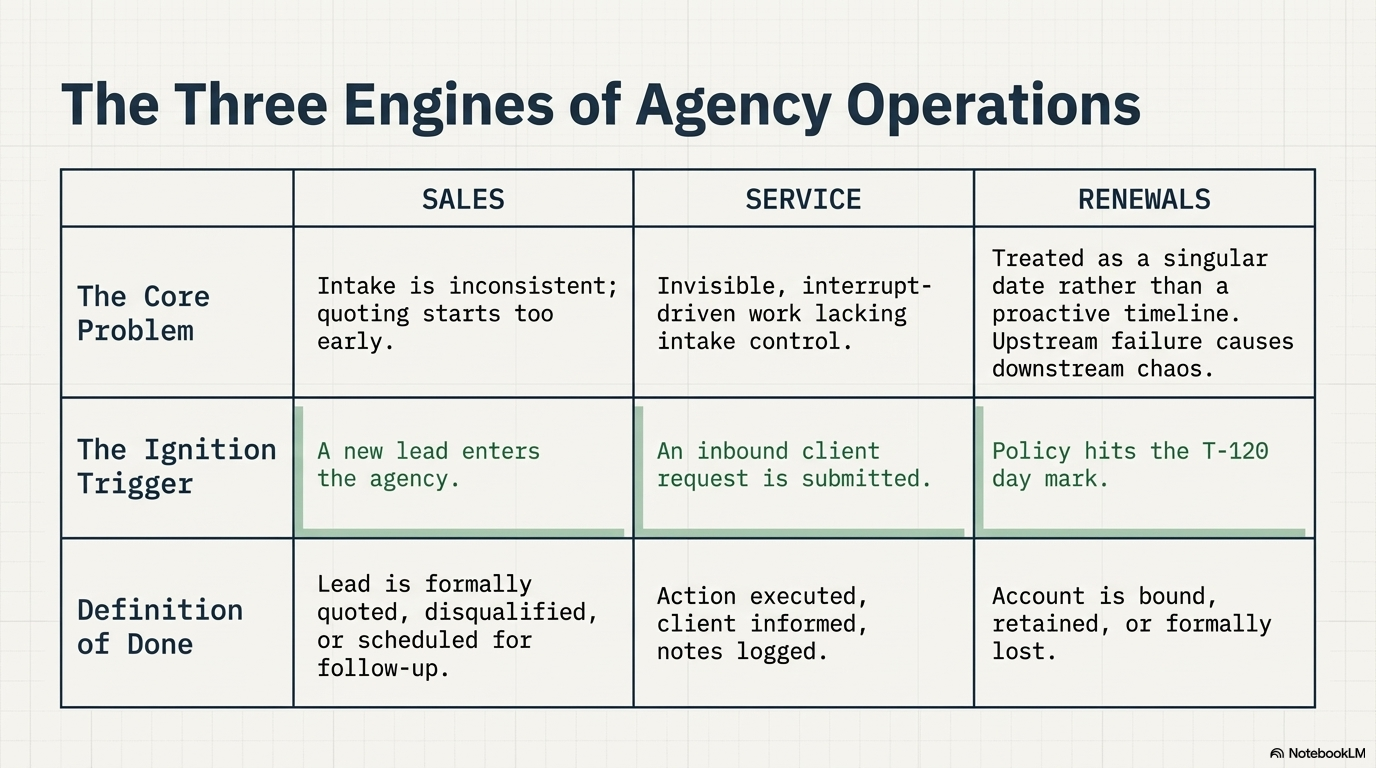 The Three Engines of Agency Operations
SALES
SERVICE
RENEWALS
The Core
Problem
Intake is inconsistent;
quoting starts too
early.
Invisible, interrupt-
driven work lacking
intake control.
Treated as a singular
date rather than a
proactive timeline.
Upstream failure causes
downstream chaos.
The Ignition
Trigger
A new lead enters
the agency.
An inbound client
request is submitted.
Policy hits the T-120
day mark.
Definition
of Done
Lead is formally
quoted, disqualified,
or scheduled for
follow-up.
Action executed,
client informed,
notes logged.
Account is bound,
retained, or formally
lost.
NotebookLM